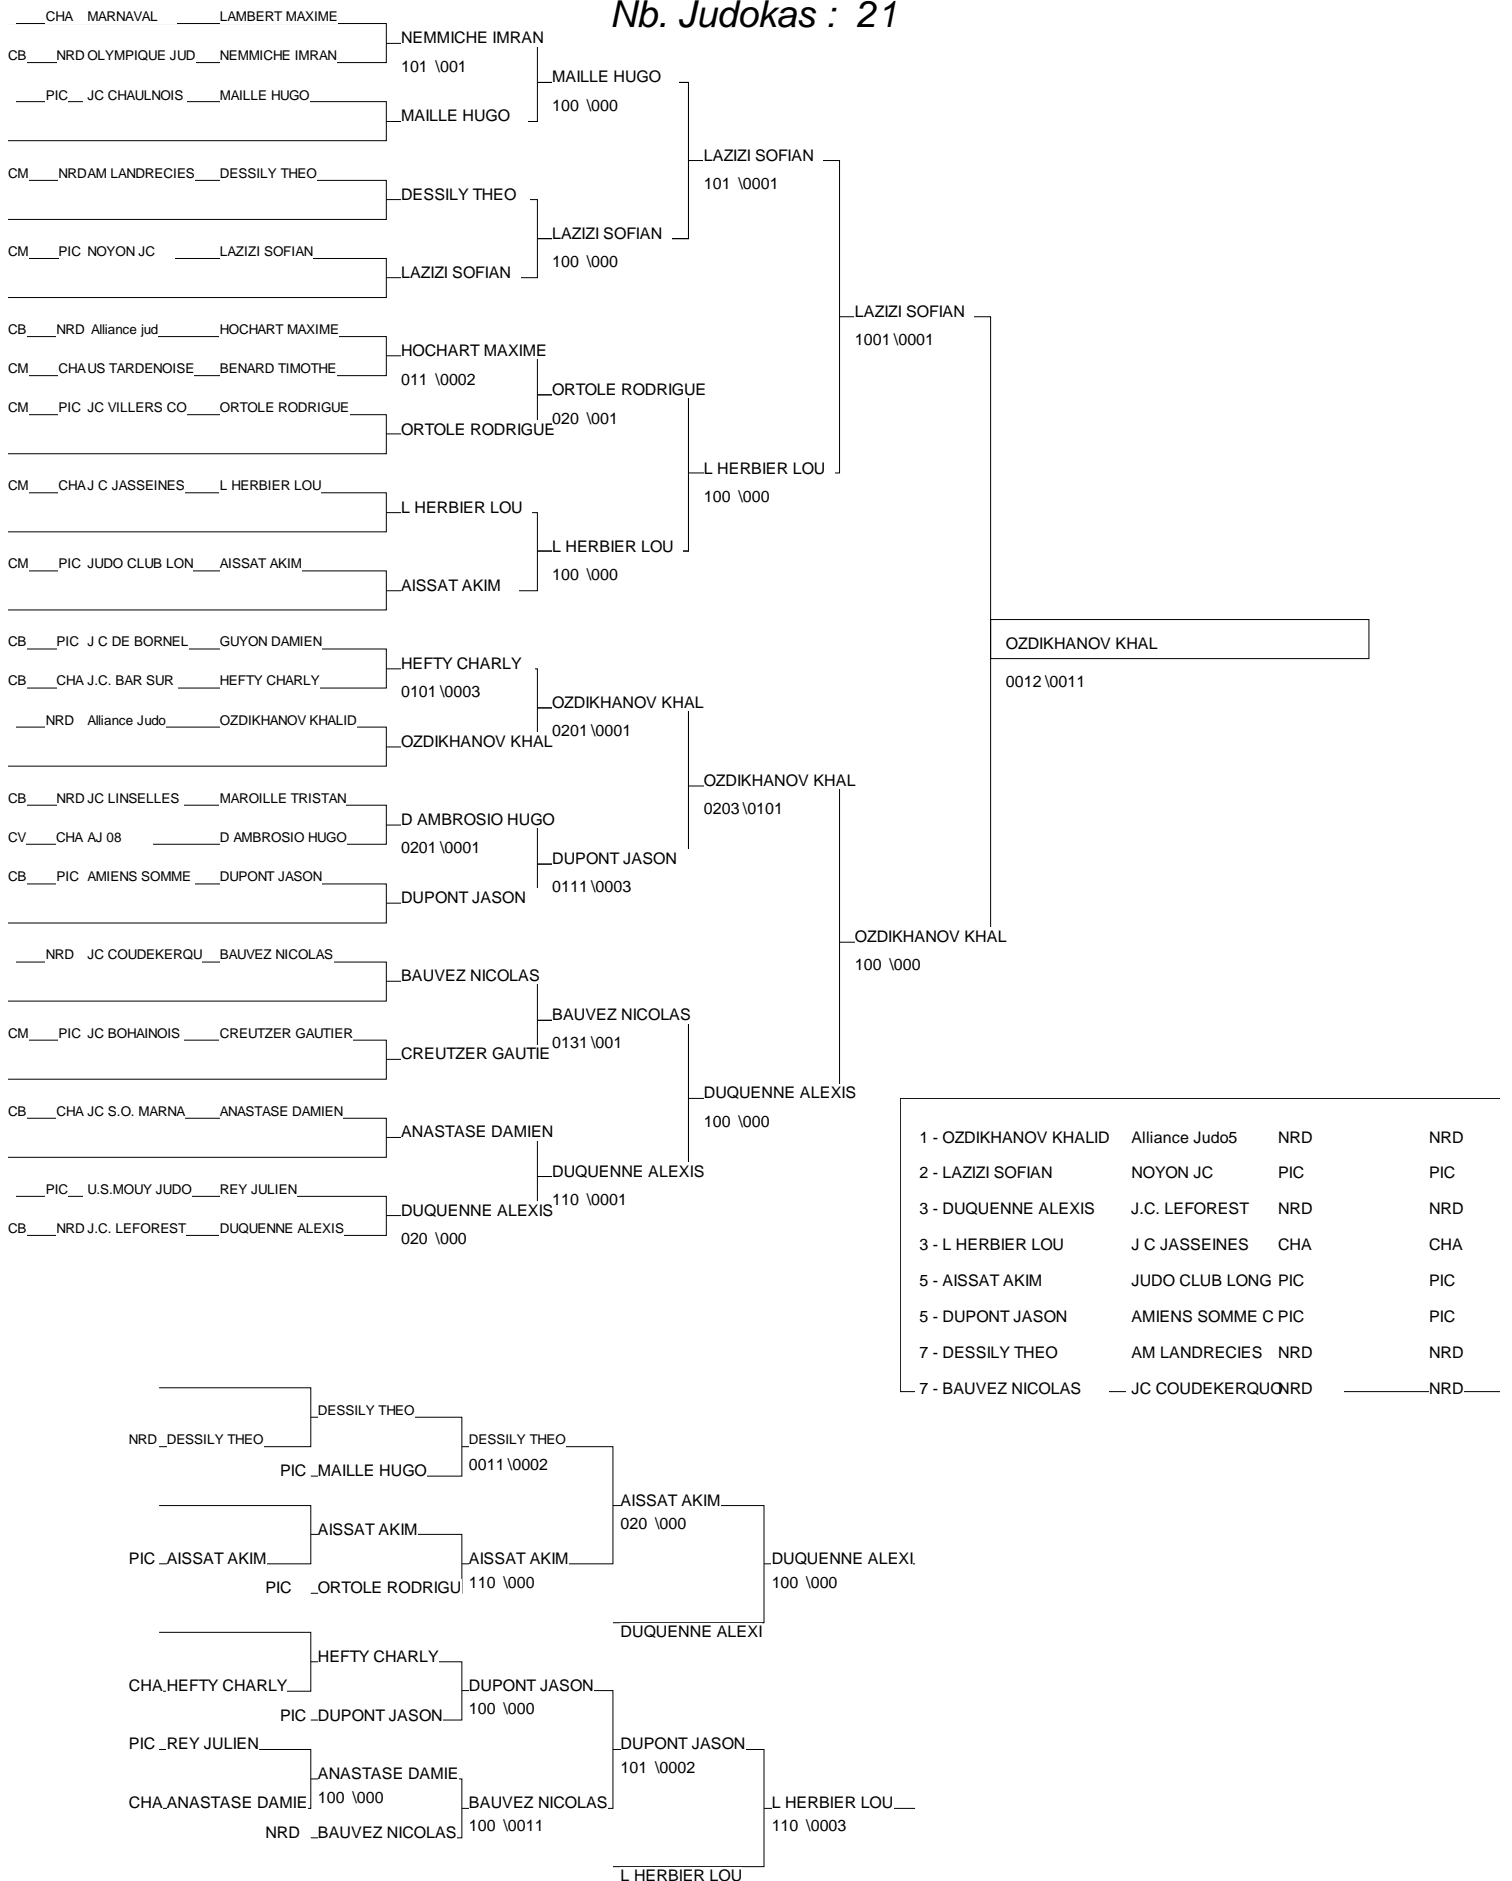 Nb. Judokas : 21
CHA MARNAVAL LAMBERT MAXIME
CB NRD OLYMPIQUE JUD NEMMICHE IMRAN
PIC JC CHAULNOIS MAILLE HUGO
CM NRD AM LANDRECIES DESSILY THEO
CM PIC NOYON JC LAZIZI SOFIAN
CB NRD Alliance jud HOCHART MAXIME
CM CHA US TARDENOISE BENARD TIMOTHE
CM PIC JC VILLERS CO ORTOLE RODRIGUE
CM CHA J C JASSEINES L HERBIER LOU
CM PIC JUDO CLUB LON AISSAT AKIM
CB PIC J C DE BORNEL GUYON DAMIEN
CB CHA J.C. BAR SUR HEFTY CHARLY
NRD Alliance Judo OZDIKHANOV KHALID
CB NRD JC LINSELLES MAROILLE TRISTAN
CV CHA AJ 08 D AMBROSIO HUGO
CB PIC AMIENS SOMME DUPONT JASON
NRD JC COUDEKERQU BAUVEZ NICOLAS
CM PIC JC BOHAINOIS CREUTZER GAUTIER
CB CHA JC S.O. MARNA ANASTASE DAMIEN
PIC U.S.MOUY JUDO REY JULIEN
CB NRD J.C. LEFOREST DUQUENNE ALEXIS
NEMMICHE IMRAN
101 \001
MAILLE HUGO
DESSILY THEO
LAZIZI SOFIAN
HOCHART MAXIME
011 \0002
ORTOLE RODRIGUE
L HERBIER LOU
AISSAT AKIM
HEFTY CHARLY
0101 \0003
OZDIKHANOV KHAL
D AMBROSIO HUGO
0201 \0001
DUPONT JASON
BAUVEZ NICOLAS
CREUTZER GAUTIE
ANASTASE DAMIEN
DUQUENNE ALEXIS
020 \000
MAILLE HUGO
100 \000
LAZIZI SOFIAN
100 \000
ORTOLE RODRIGUE
020 \001
L HERBIER LOU
100 \000
OZDIKHANOV KHAL
0201 \0001
DUPONT JASON
0111 \0003
BAUVEZ NICOLAS
0131 \001
DUQUENNE ALEXIS
110 \0001
LAZIZI SOFIAN
101 \0001
L HERBIER LOU
100 \000
OZDIKHANOV KHAL
0203 \0101
DUQUENNE ALEXIS
100 \000
LAZIZI SOFIAN
1001 \0001
OZDIKHANOV KHAL
100 \000
OZDIKHANOV KHAL
0012 \0011
1 - OZDIKHANOV KHALID Alliance Judo5 NRD NRD
2 - LAZIZI SOFIAN NOYON JC PIC PIC
3 - DUQUENNE ALEXIS J.C. LEFOREST NRD NRD
3 - L HERBIER LOU J C JASSEINES CHA CHA
5 - AISSAT AKIM JUDO CLUB LONG PIC PIC
5 - DUPONT JASON AMIENS SOMME C PIC PIC
7 - DESSILY THEO AM LANDRECIES NRD NRD
7 - BAUVEZ NICOLAS JC COUDEKERQUO NRD NRD
NRD DESSILY THEO
PIC AISSAT AKIM
DESSILY THEO
PIC MAILLE HUGO
AISSAT AKIM
PIC ORTOLE RODRIGU
DESSILY THEO
0011 \0002
AISSAT AKIM
110 \000
AISSAT AKIM
020 \000
DUQUENNE ALEXI
DUQUENNE ALEXI
100 \000
CHA HEFTY CHARLY
PIC REY JULIEN
CHA ANASTASE DAMIE
HEFTY CHARLY
PIC DUPONT JASON
ANASTASE DAMIE
100 \000
NRD BAUVEZ NICOLAS
DUPONT JASON
100 \000
BAUVEZ NICOLAS
100 \0011
DUPONT JASON
101 \0002
L HERBIER LOU
L HERBIER LOU
110 \0003